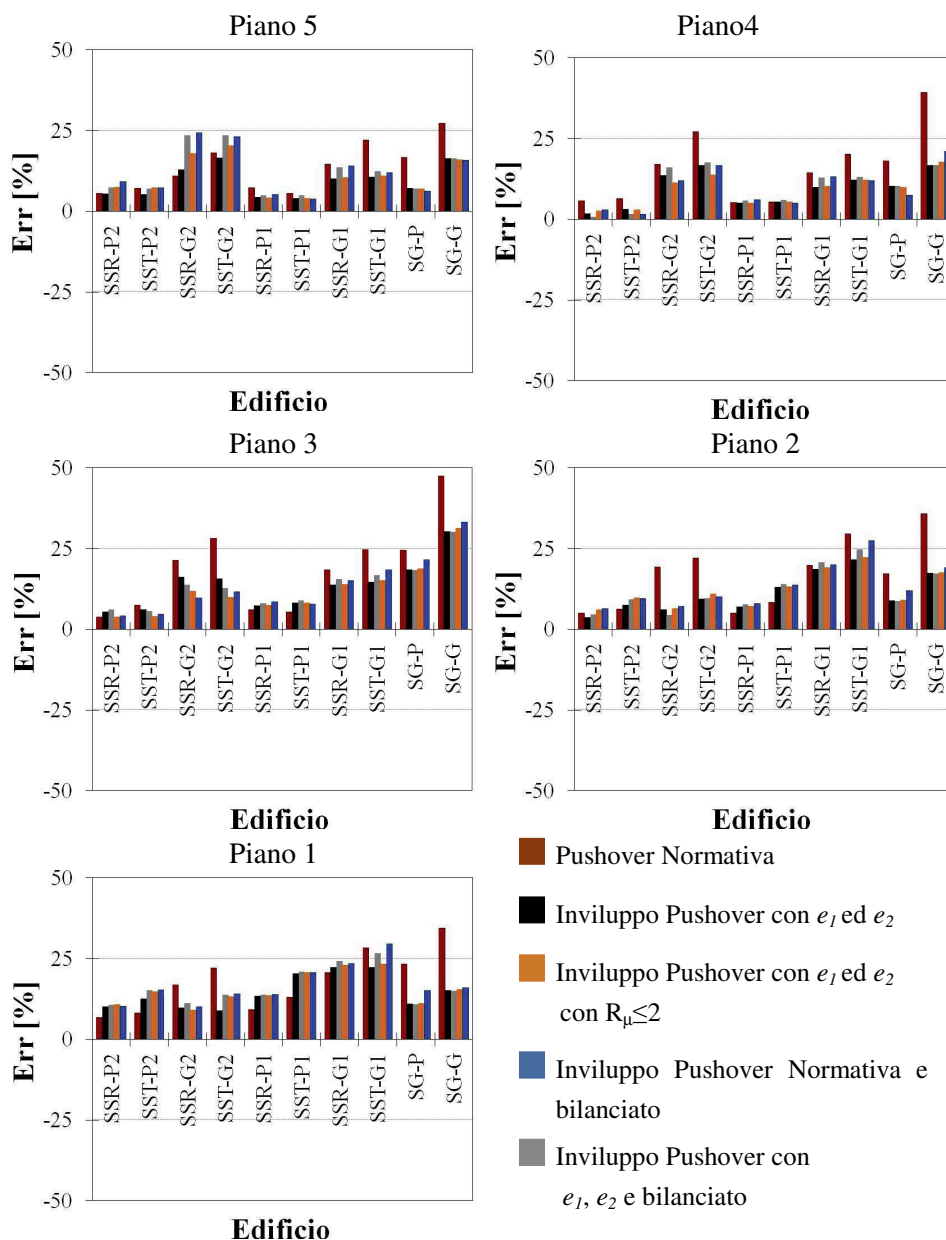 Piano 5
50
25
0
-25
-50
Err [%]
SSR-P2
SST-P2
SSR-G2
SST-G2
SSR-P1
SST-P1
SSR-G1
SST-G1
SG-P
SG-G
Edificio
Piano4
50
25
0
-25
-50
Err [%]
SSR-P2
SST-P2
SSR-G2
SST-G2
SSR-P1
SST-P1
SSR-G1
SST-G1
SG-P
SG-G
Edificio
Piano 3
50
25
0
-25
-50
Err [%]
SSR-P2
SST-P2
SSR-G2
SST-G2
SSR-P1
SST-P1
SSR-G1
SST-G1
SG-P
SG-G
Edificio
Piano 2
50
25
0
-25
-50
Err [%]
SSR-P2
SST-P2
SSR-G2
SST-G2
SSR-P1
SST-P1
SSR-G1
SST-G1
SG-P
SG-G
Edificio
Piano 1
50
25
0
-25
-50
Err [%]
SSR-P2
SST-P2
SSR-G2
SST-G2
SSR-P1
SST-P1
SSR-G1
SST-G1
SG-P
SG-G
Edificio
Pushover Normativa
Inviluppo Pushover con e1 ed e2
Inviluppo Pushover con e1 ed e2
con Rμ≤2
Inviluppo Pushover Normativa e
bilanciato
Inviluppo Pushover con
e1, e2 e bilanciato